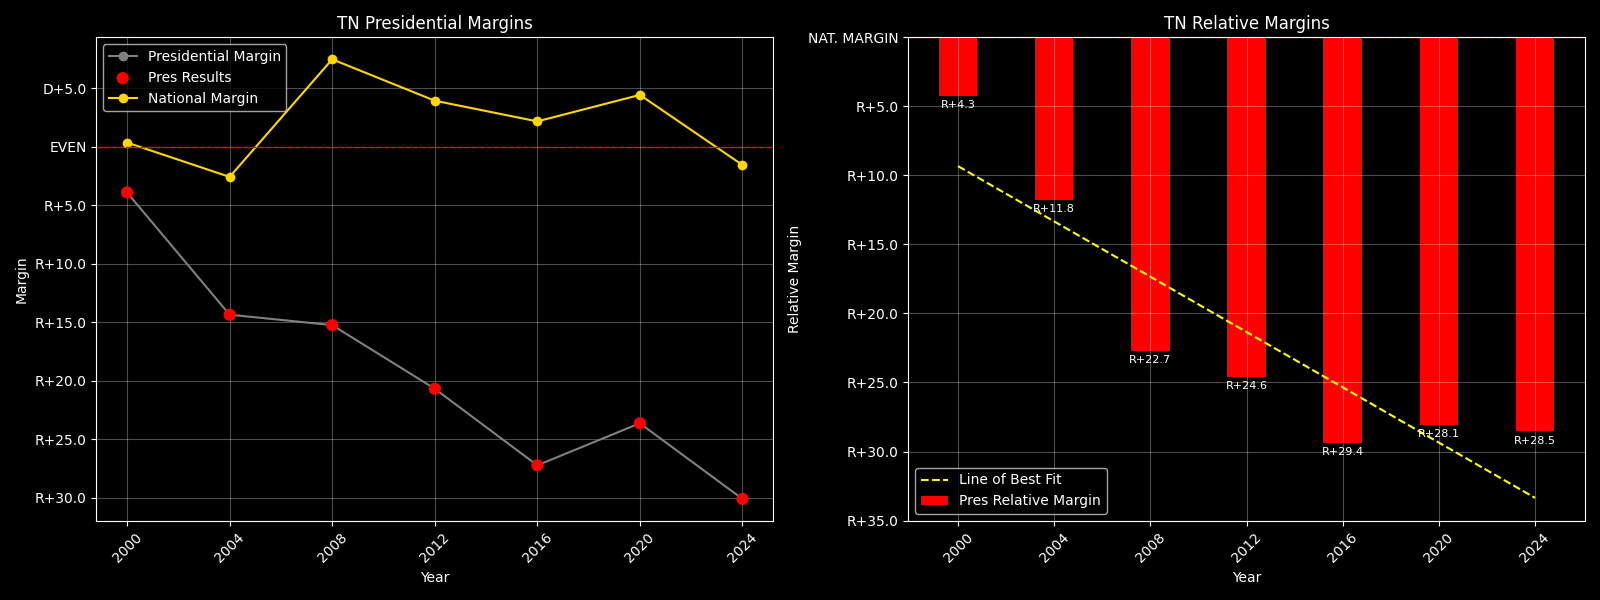 TN Presidential Margins
Presidential Margin
Pres Results
National Margin
D+5.0
EVEN
R+5.0
R+10.0
R+15.0
R+20.0
R+25.0
R+30.0
Margin
2000
2004
2008
2012
2016
2020
2024
Year
TN Relative Margins
NAT. MARGIN
R+5.0
R+10.0
R+15.0
R+20.0
R+25.0
R+30.0
R+35.0
Relative Margin
R+4.3
R+11.8
R+22.7
R+24.6
R+29.4
R+28.1
R+28.5
Line of Best Fit
Pres Relative Margin
2000
2004
2008
2012
2016
2020
2024
Year